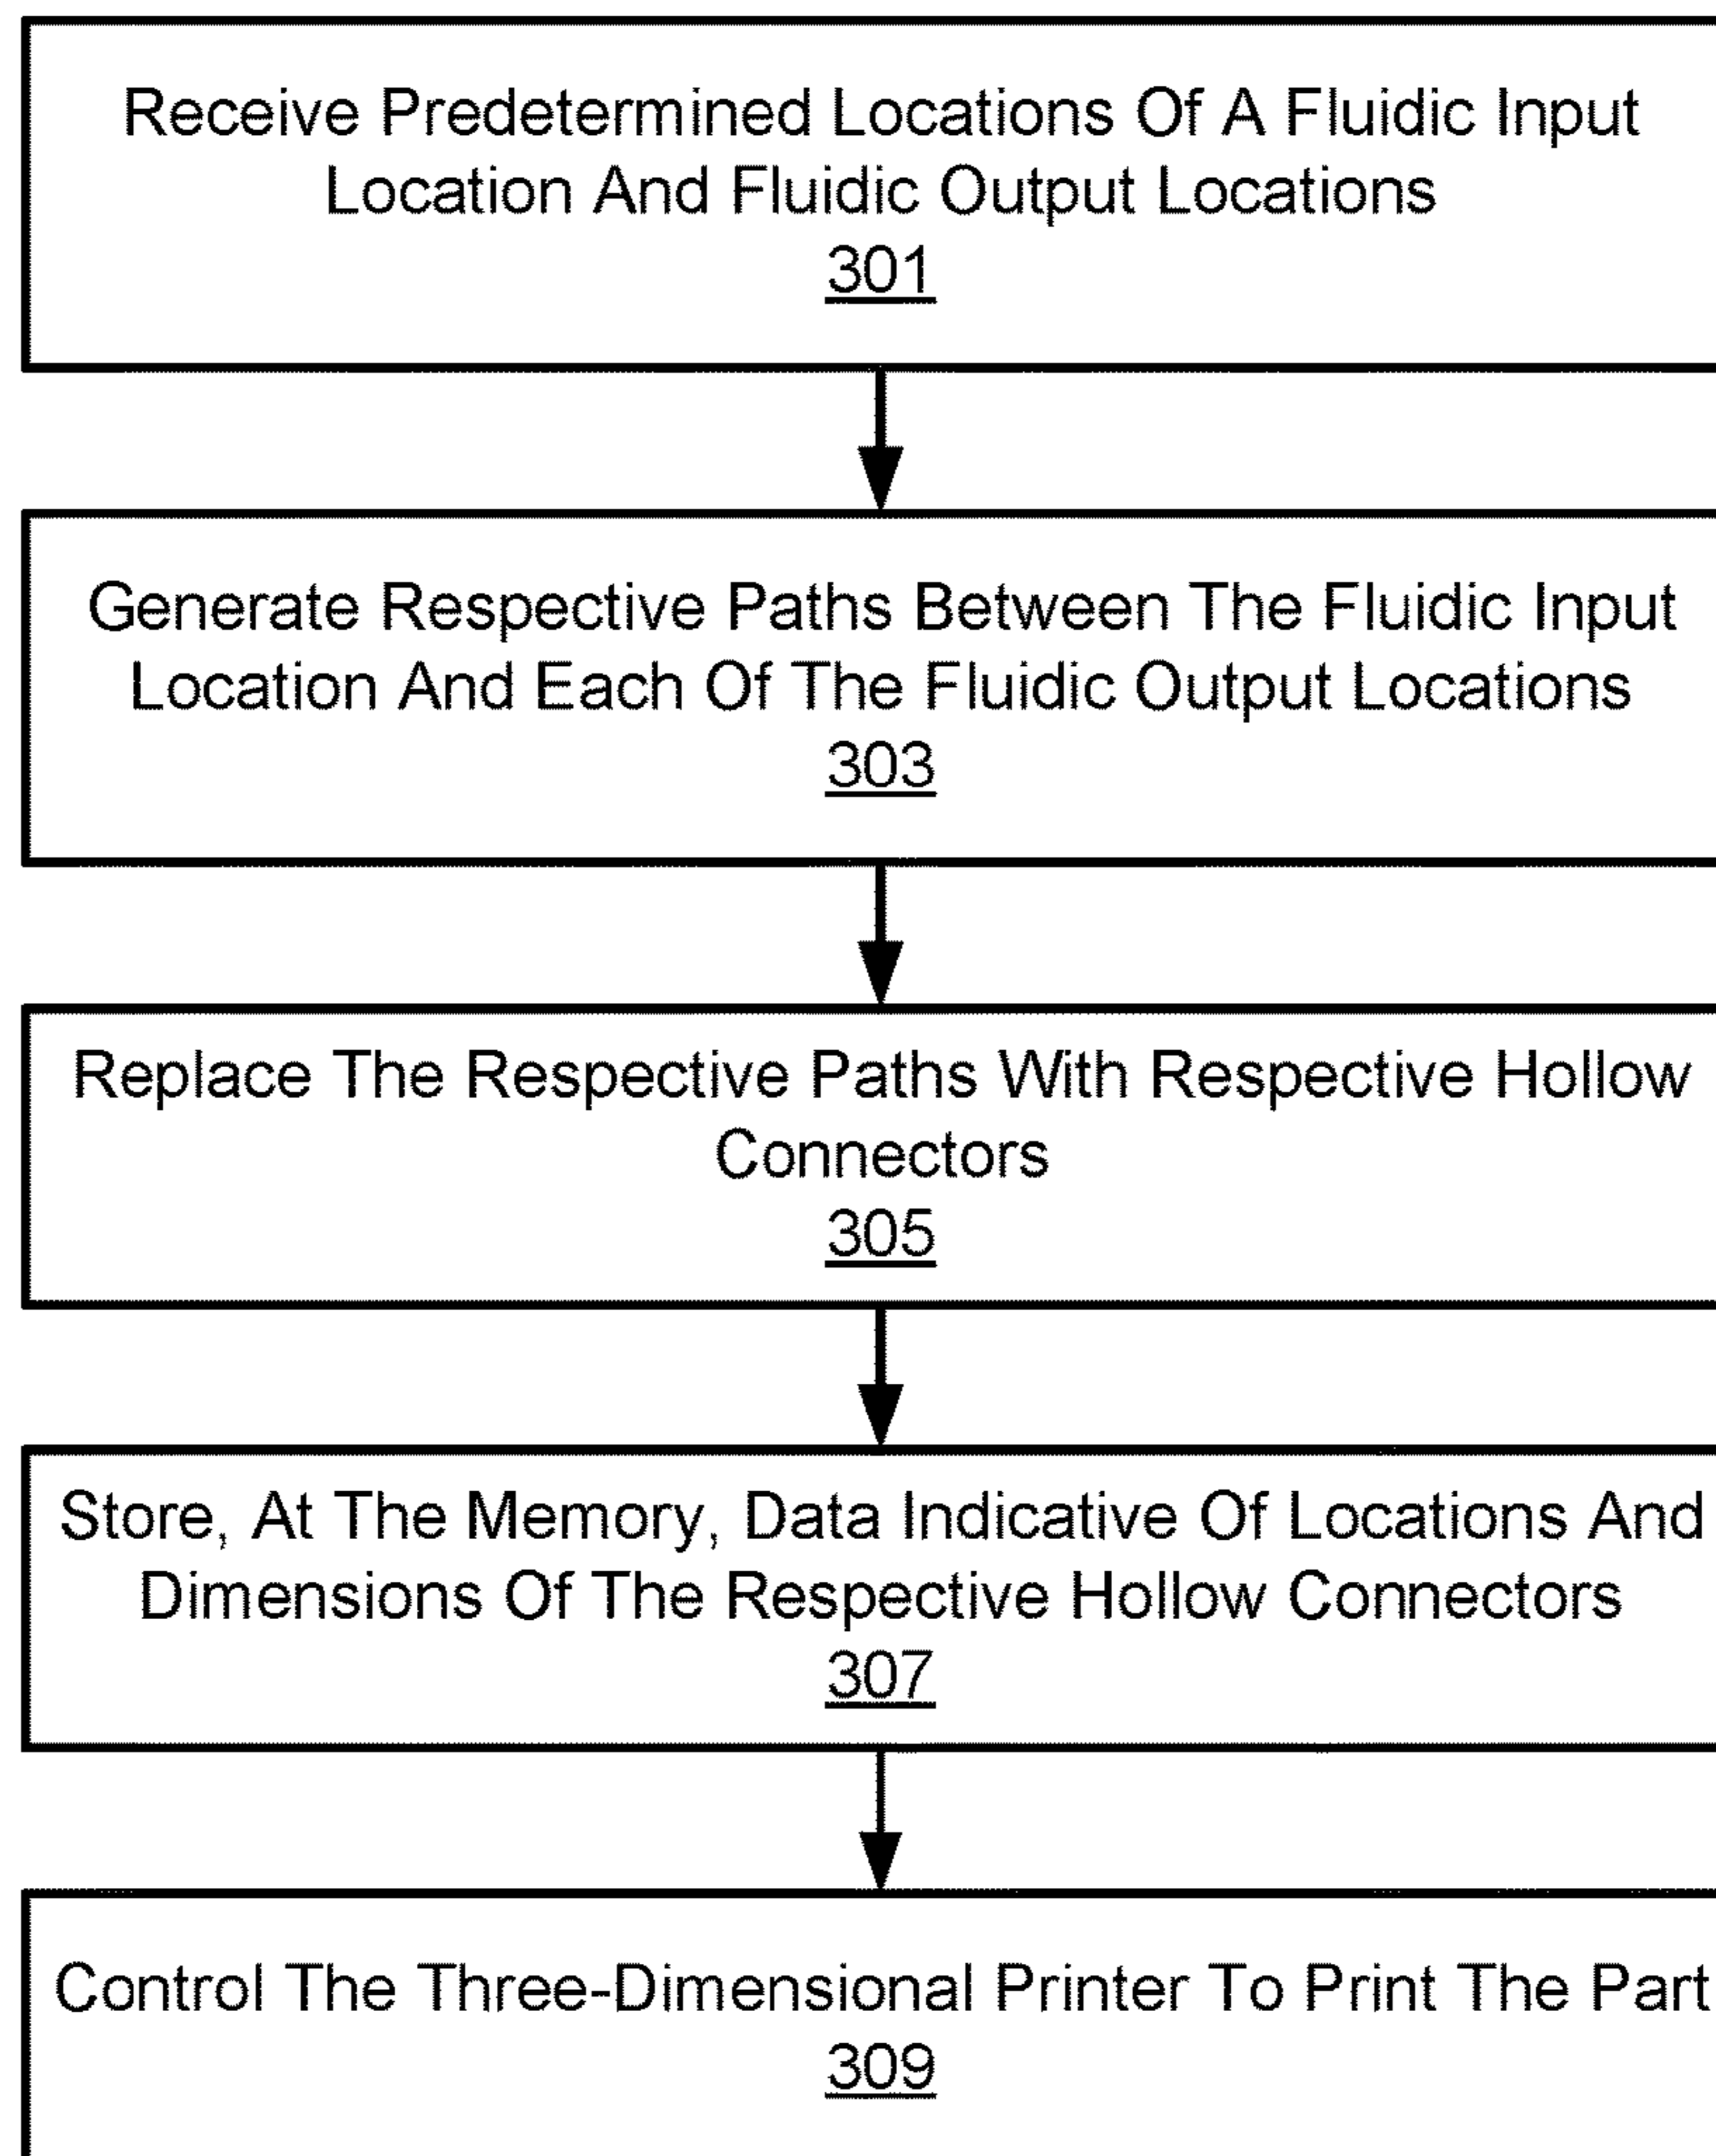 Receive Predetermined Locations Of A Fluidic Input
Location And Fluidic Output Locations
301
Generate Respective Paths Between The Fluidic Input
Location And Each Of The Fluidic Output Locations
303
Replace The Respective Paths With Respective Hollow
Connectors
305
Store, At The Memory, Data Indicative Of Locations And
Dimensions Of The Respective Hollow Connectors
307
Control The Three-Dimensional Printer To Print The Part
309